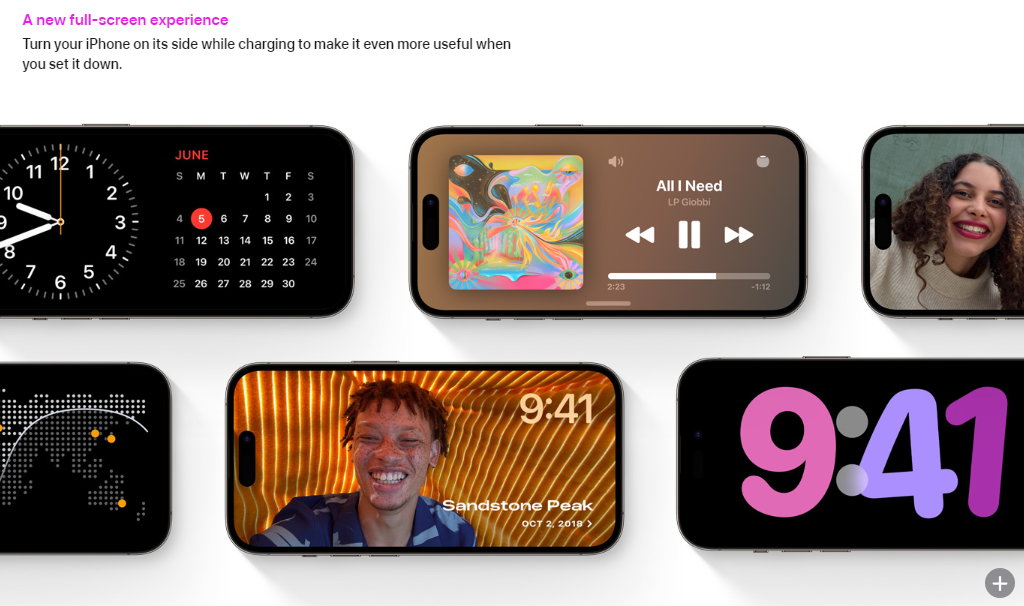 A new full-screen experience
Turn your iPhone on its side while charging to make it even more useful when
you set it down.
12
11 1
10 2
9 3
8 4
7 5
6
JUNE
S M T W T F S
1 2 3
4 5 6 7 8 9 10
11 12 13 14 15 16 17
18 19 20 21 22 23 24
25 26 27 28 29 30
All I Need
LP Giobbi
2:23 -1:12
9:41
Sandstone Peak
OCT 2, 2018 >
9:41